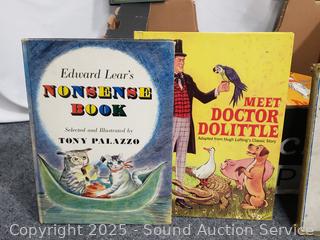 Edward Lear's
NONSENSE
BOOK
Selected and Illustrated by
TONY PALAZZO
MEET
DOCTOR
DOLITTLE
Adapted from Hugh Lofting's Classic Story
Copyright 2025 - Sound Auction Service